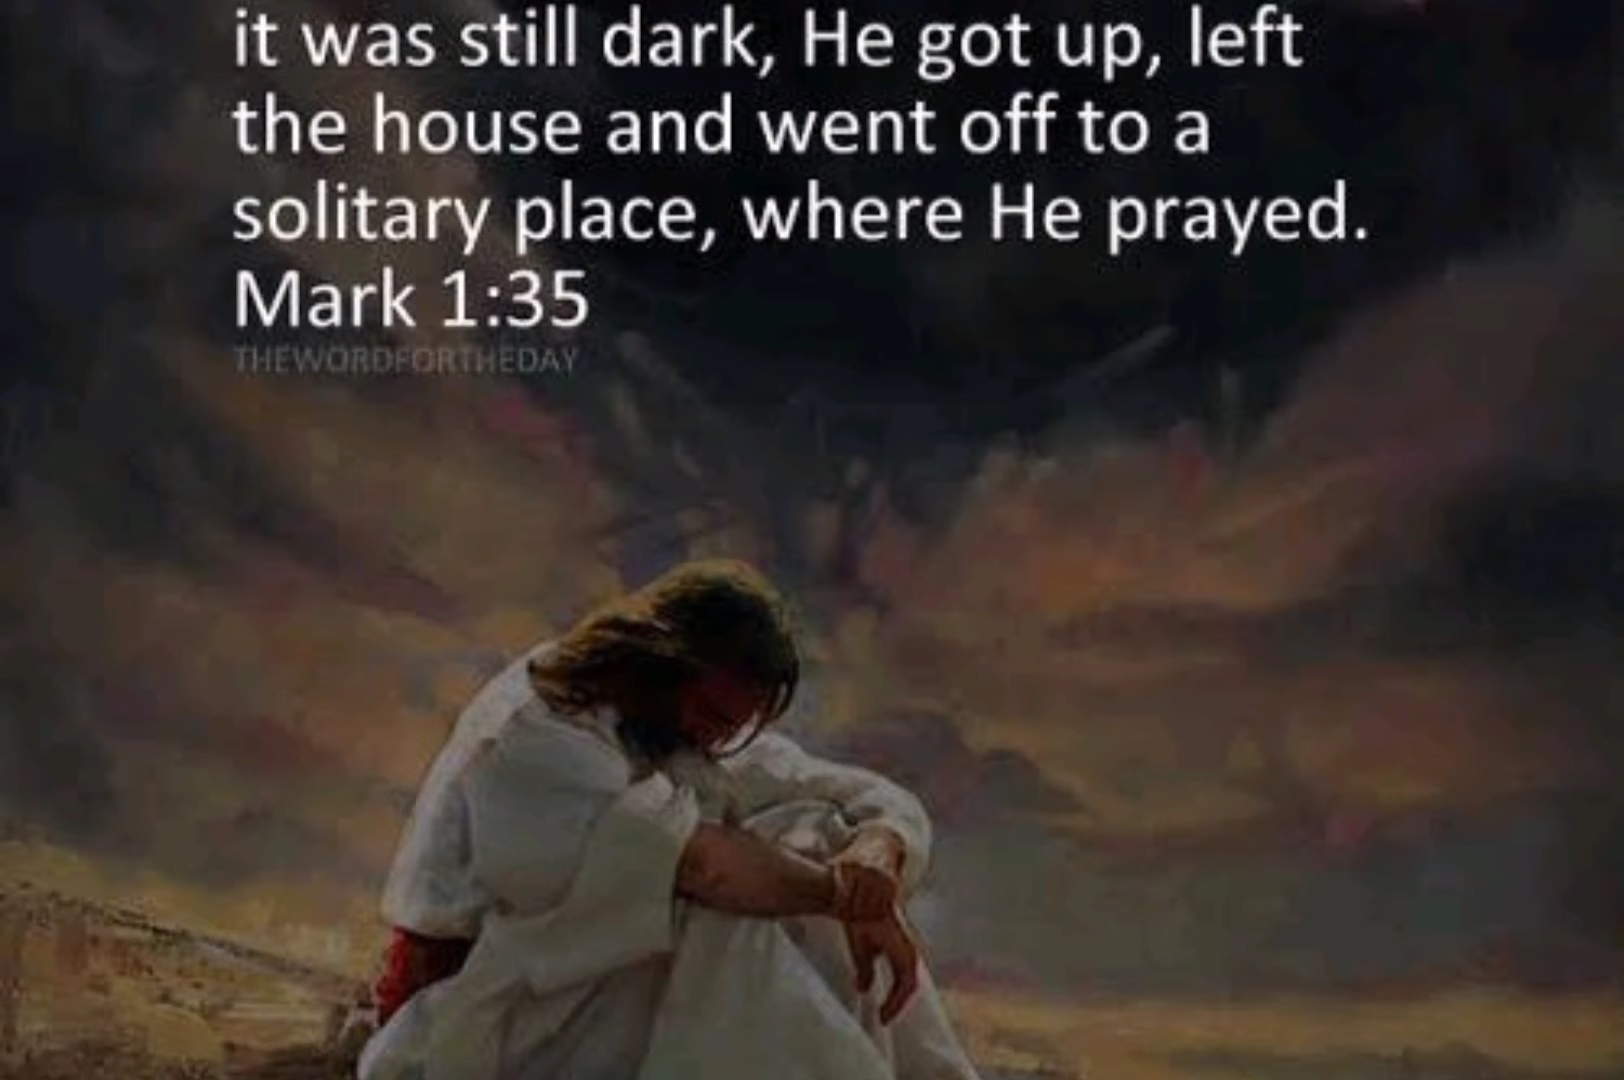 it was still dark, He got up, left
the house and went off to a
solitary place, where He prayed.
Mark 1:35
THEWORDFORTHEDAY